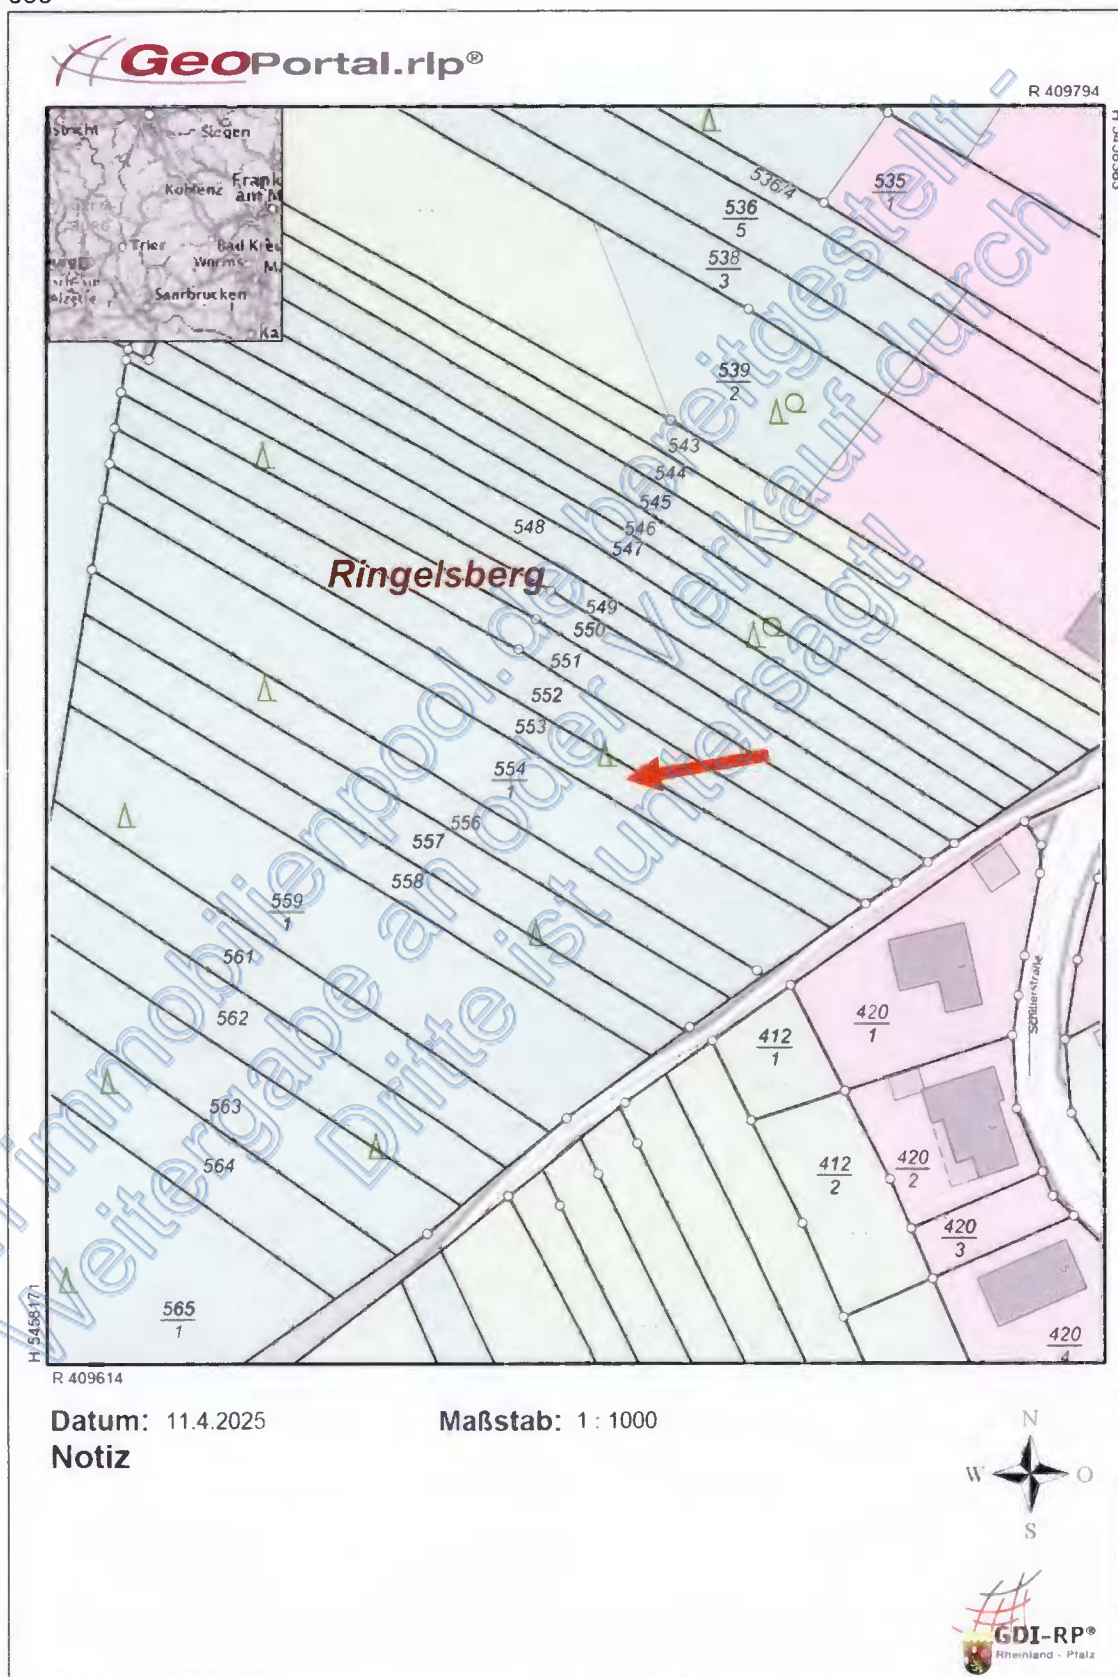 GeoPortal.rlp®
R 409794
Siegen
Koblenz
Frank
am M
Trier
Bad Kreu
Worms
Saarbrücken
Ka
536/4
535
1
536
5
538
3
539
2
543
544
545
546
547
548
Ringelsberg
549
550
551
552
553
554
1
556
557
558
559
1
561
562
563
564
565
1
412
1
412
2
420
1
420
2
420
3
420
4
Schillerstraße
immobilienpool.de bereitgestellt -
Weitergabe an oder Verkauf durch
Dritte ist untersagt!
H 5458171
R 409614
Datum: 11.4.2025 Maßstab: 1 : 1000
Notiz
N
W O
S
GDI-RP®
Rheinland - Pfalz